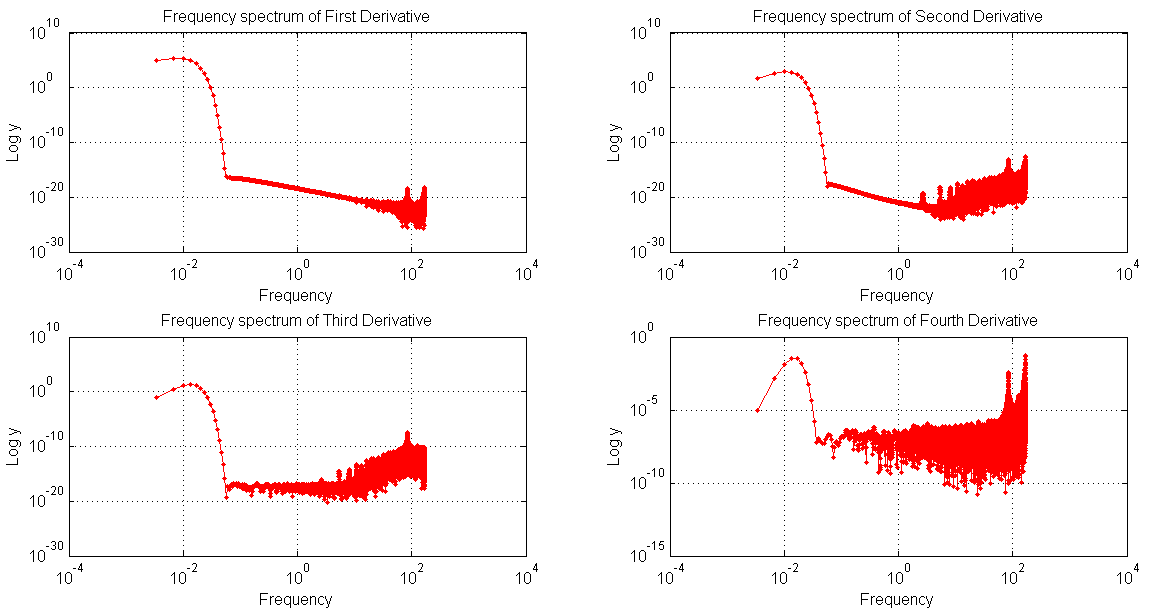 Frequency spectrum of First Derivative
10^10
10^0
10^-10
10^-20
10^-30
Log y
10^-4 10^-2 10^0 10^2 10^4
Frequency
Frequency spectrum of Second Derivative
10^10
10^0
10^-10
10^-20
10^-30
Log y
10^-4 10^-2 10^0 10^2 10^4
Frequency
Frequency spectrum of Third Derivative
10^10
10^0
10^-10
10^-20
10^-30
Log y
10^-4 10^-2 10^0 10^2 10^4
Frequency
Frequency spectrum of Fourth Derivative
10^0
10^-5
10^-10
10^-15
Log y
10^-4 10^-2 10^0 10^2 10^4
Frequency